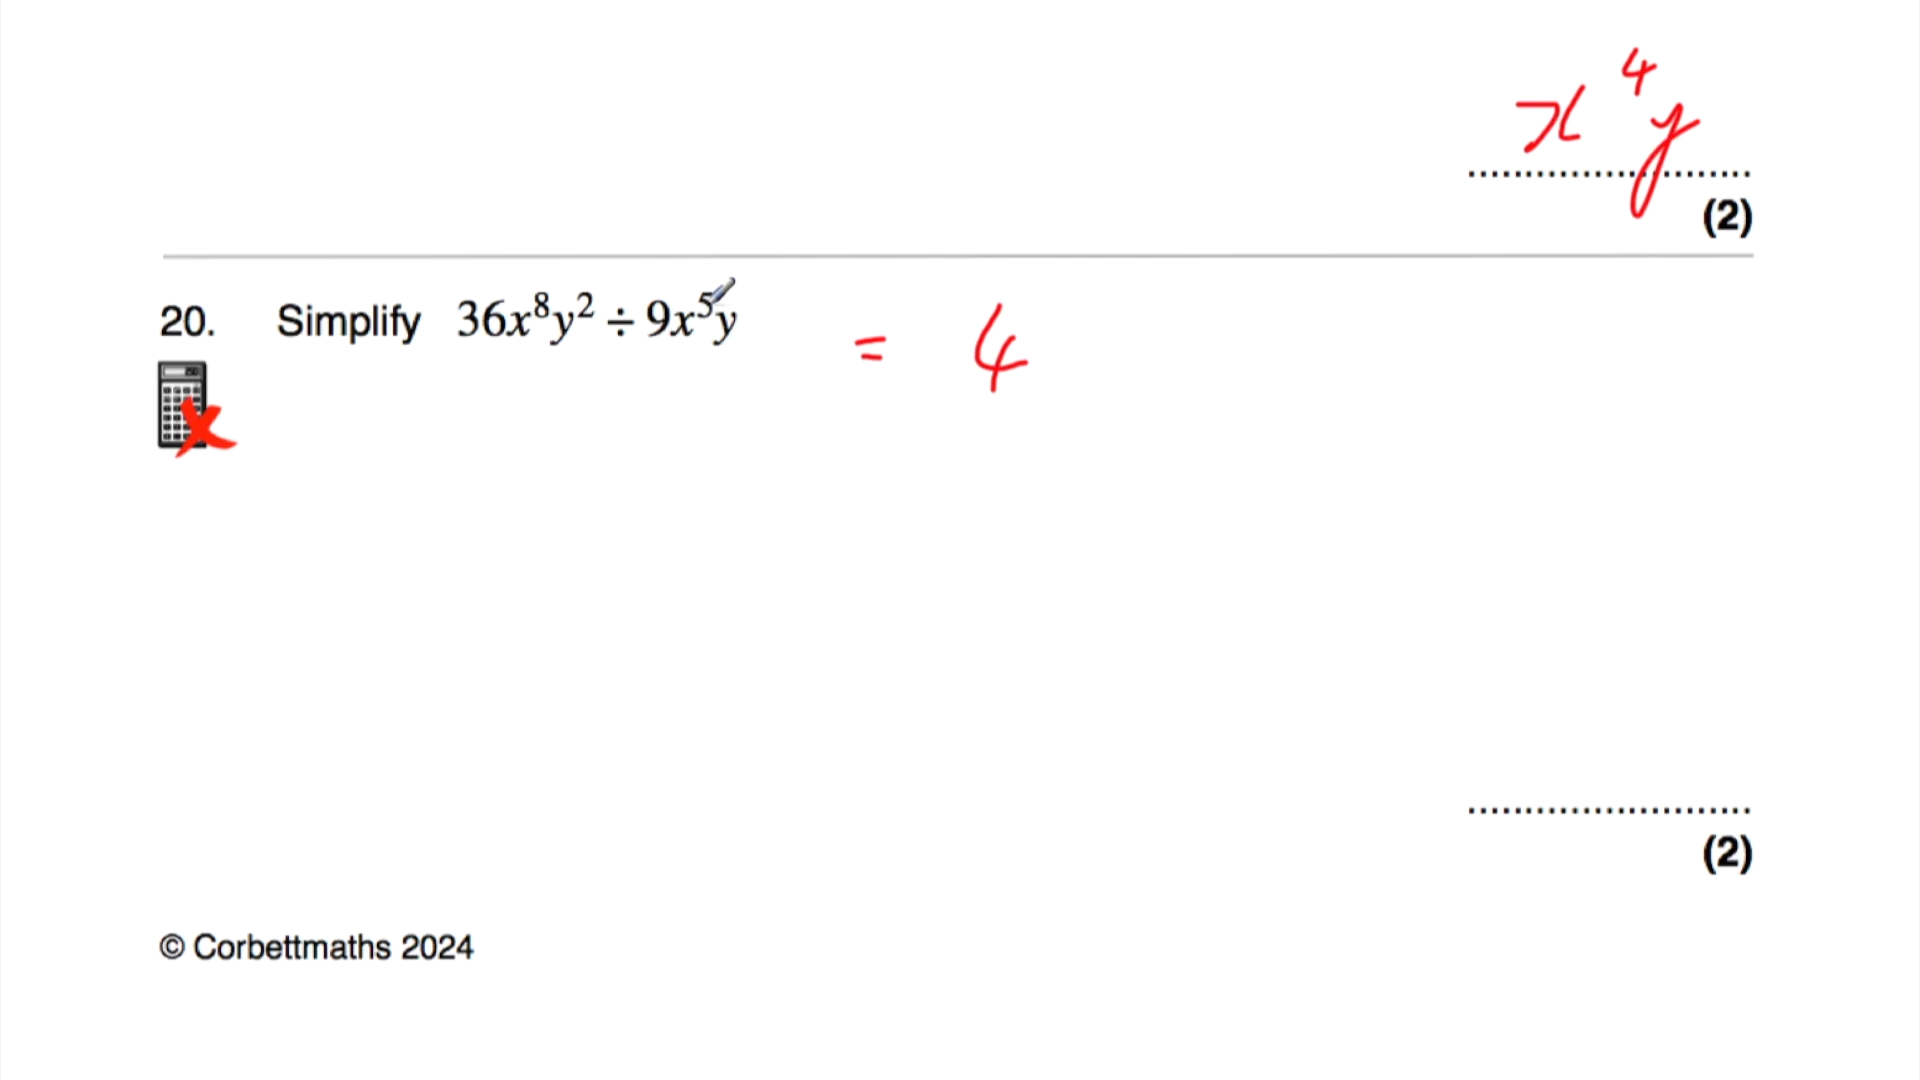 x⁴y
(2)
20. Simplify 36x⁸y² ÷ 9x⁵y = 4
(2)
© Corbettmaths 2024